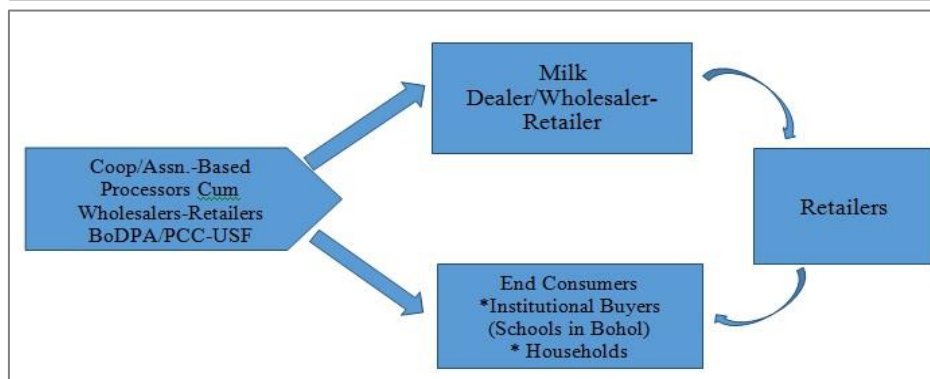 Milk
Dealer/Wholesaler-
Retailer
Coop/Assn.-Based
Processors Cum
Wholesalers-Retailers
BoDPA/PCC-USF
Retailers
End Consumers
*Institutional Buyers
(Schools in Bohol)
* Households